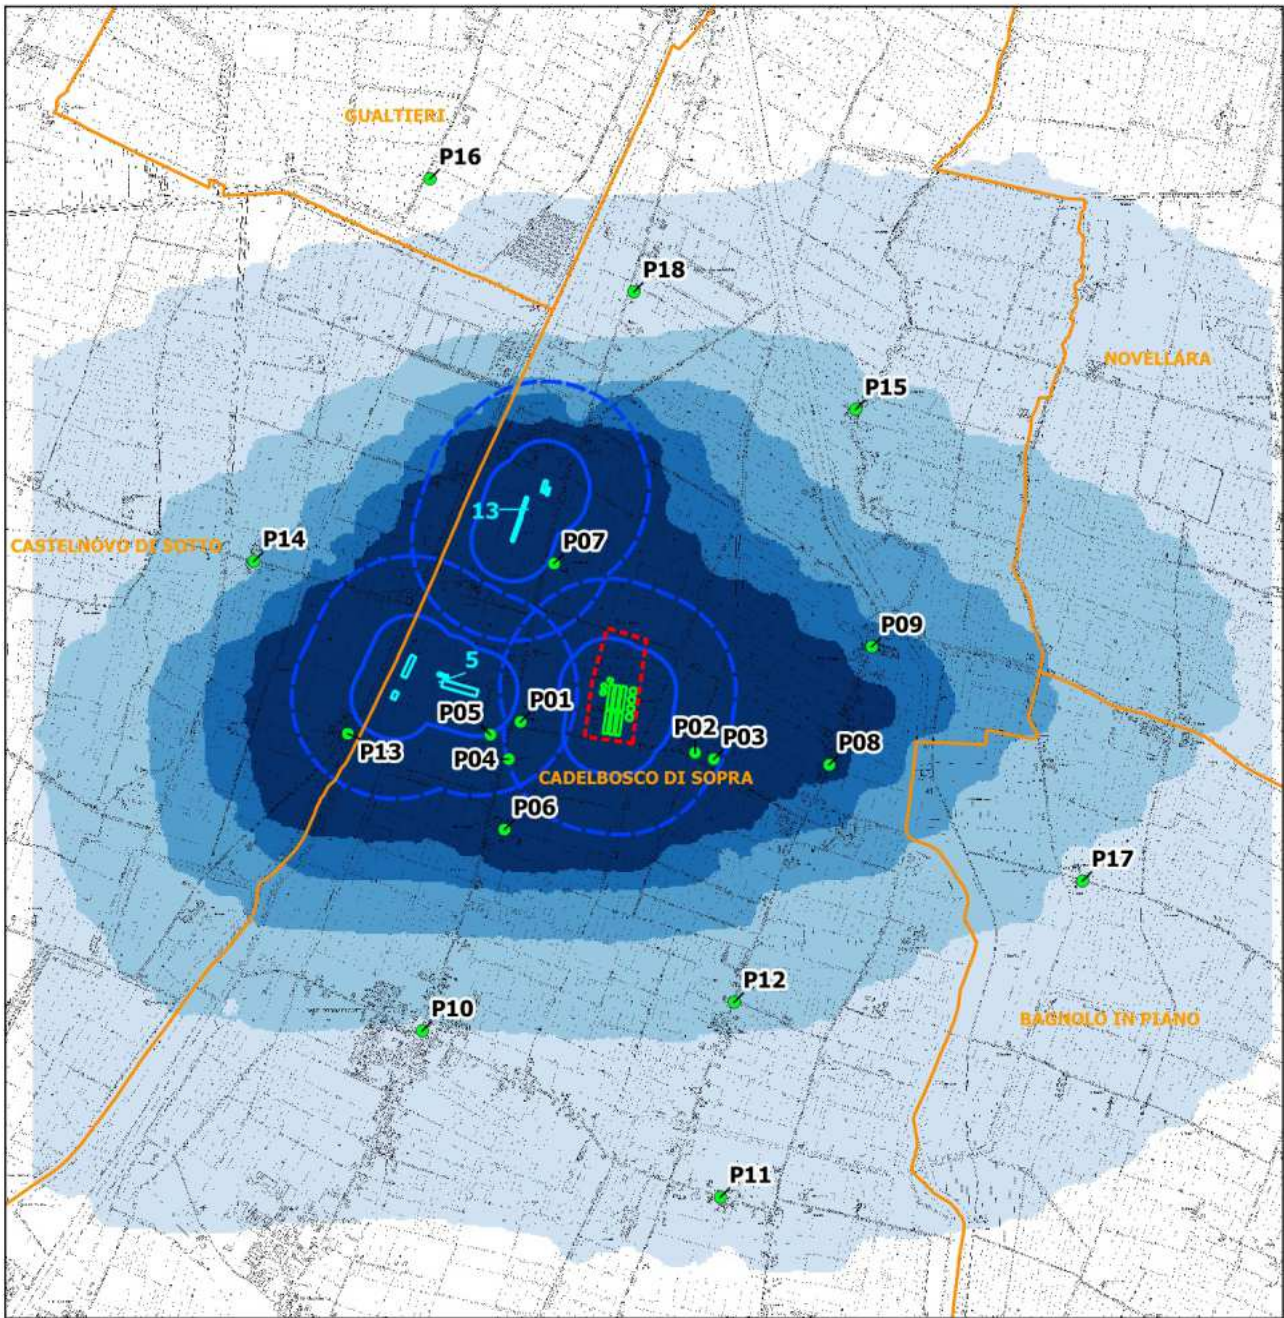 GUALTIERI
P16
P18
NOVELLARA
P15
13
P14
CASTELNOVO DI SOTTO
P07
P09
5
P01
P05
P02
P03
P13
P04
P08
CADELBOSCO DI SOPRA
P06
P17
P12
P10
BAGNOLO IN PIANO
P11